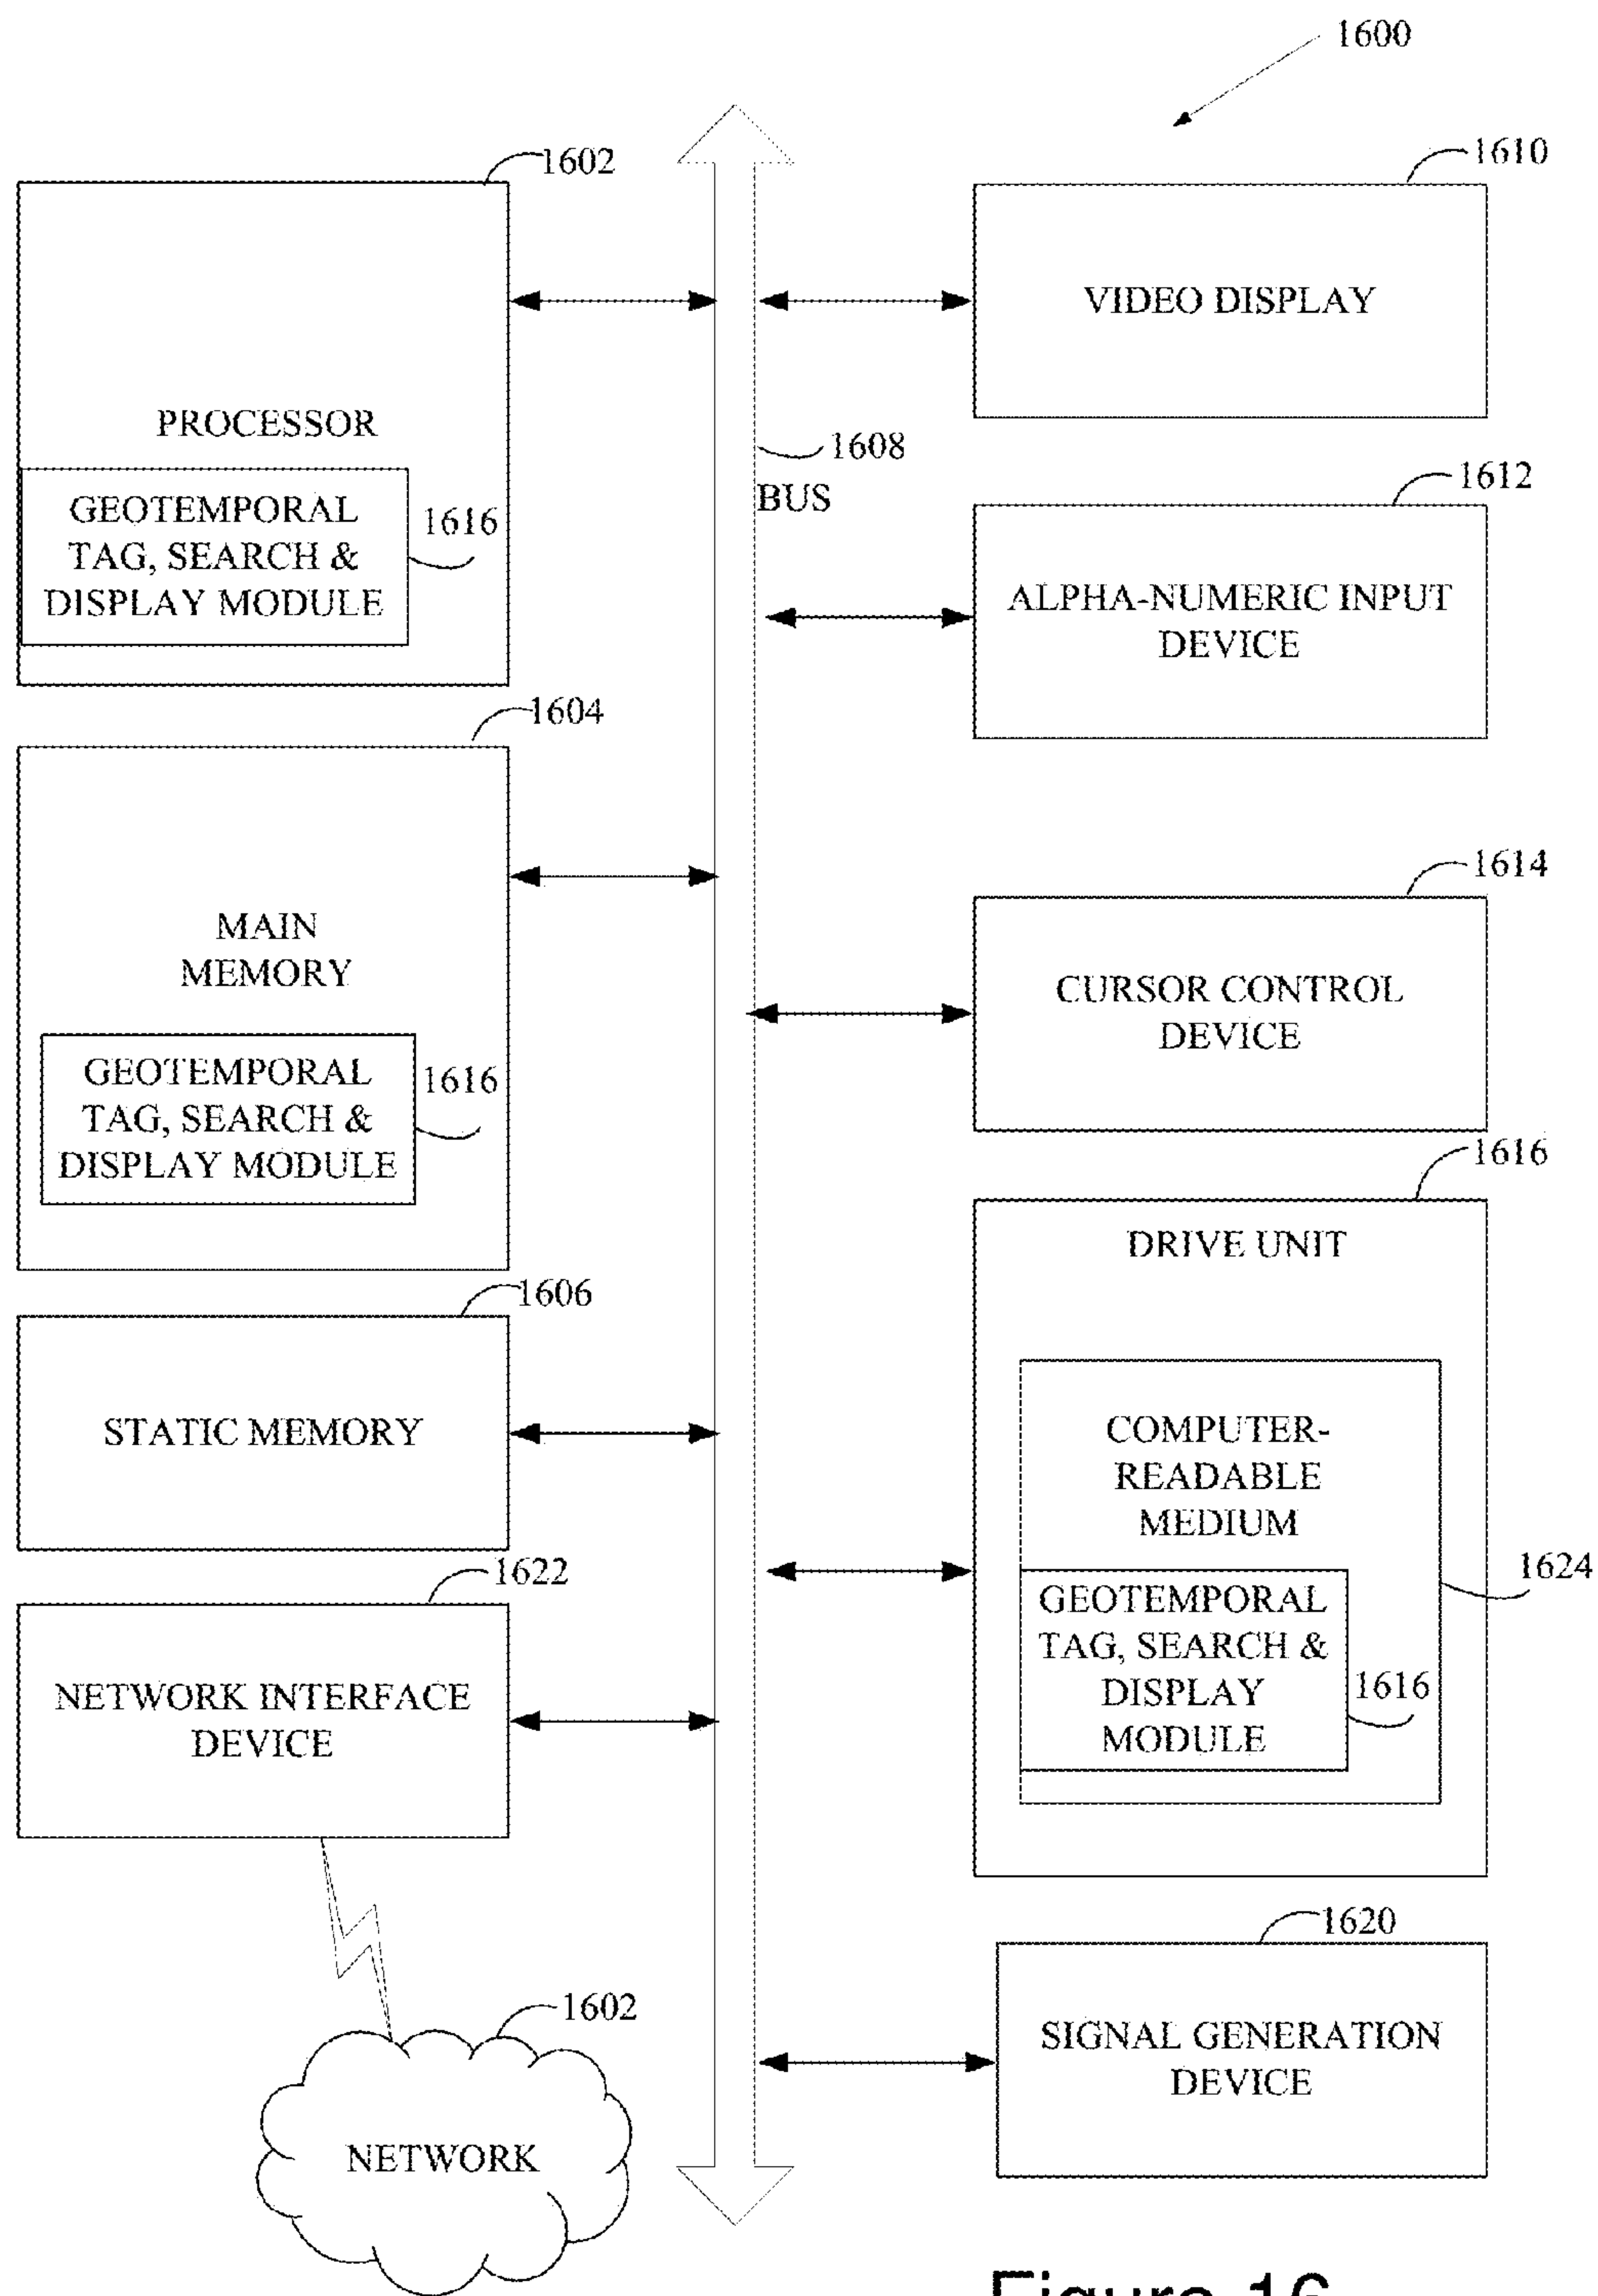 1600
1602
PROCESSOR
GEOTEMPORAL
TAG, SEARCH &
DISPLAY MODULE
1616
1604
MAIN
MEMORY
GEOTEMPORAL
TAG, SEARCH &
DISPLAY MODULE
1616
1606
STATIC MEMORY
1622
NETWORK INTERFACE
DEVICE
1602
NETWORK
1608
BUS
1610
VIDEO DISPLAY
1612
ALPHA-NUMERIC INPUT
DEVICE
1614
CURSOR CONTROL
DEVICE
1616
DRIVE UNIT
COMPUTER-
READABLE
MEDIUM
1624
GEOTEMPORAL
TAG, SEARCH &
DISPLAY
MODULE
1616
1620
SIGNAL GENERATION
DEVICE
Figure 16